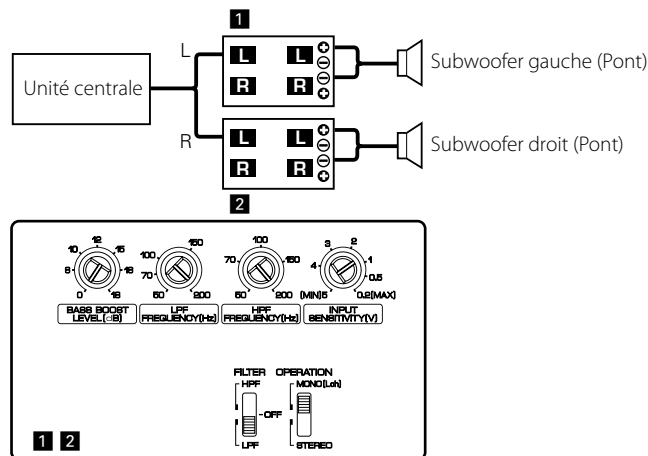 1
L
L L ⊕
⊖
R R ⊖
⊕
Subwoofer gauche (Pont)
Unité centrale
R
L L ⊕
⊖
R R ⊖
⊕
Subwoofer droit (Pont)
2
0 6 10 12 15 18 18
BASS BOOST
LEVEL(dB)
50 70 100 150 200
LPF
FREQUENCY(Hz)
50 70 100 150 200
HPF
FREQUENCY(Hz)
(MIN)5 4 3 2 1 0.5 0.2(MAX)
INPUT
SENSITIVITY(V)
FILTER OPERATION
HPF MONO(Lch)
OFF
LPF STEREO
1 2